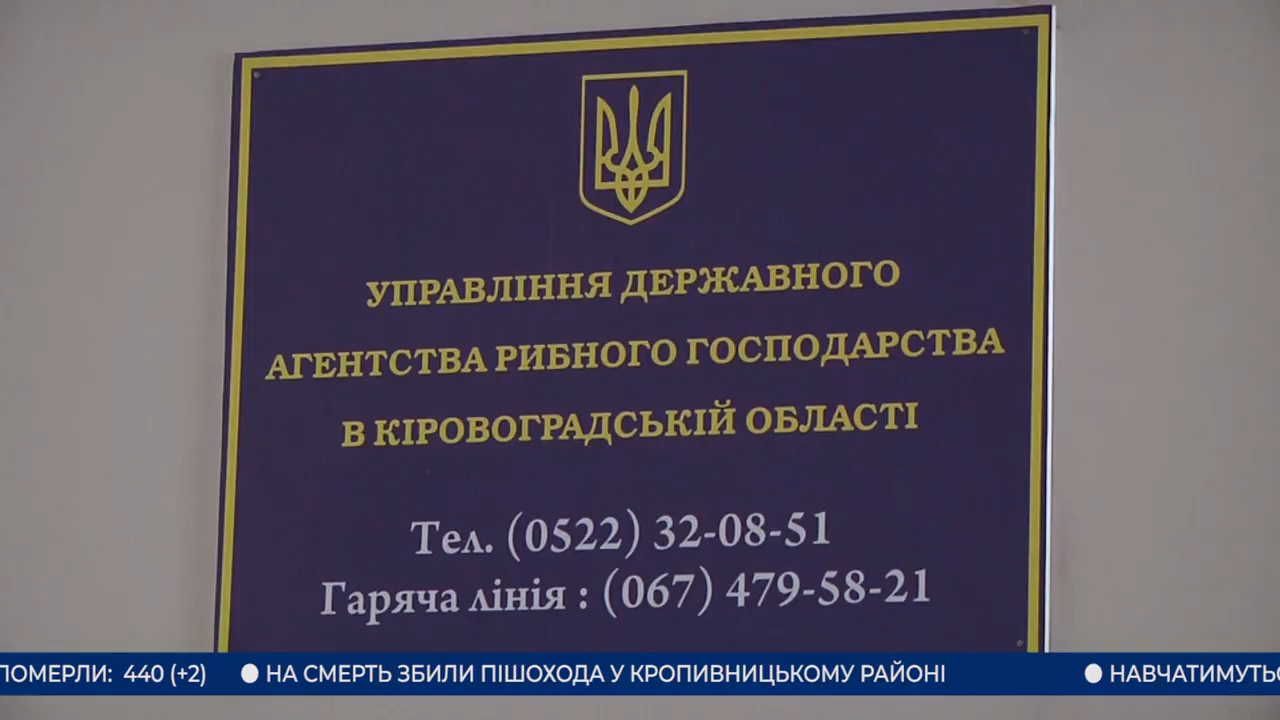 УПРАВЛІННЯ ДЕРЖАВНОГО
АГЕНТСТВА РИБНОГО ГОСПОДАРСТВА
В КІРОВОГРАДСЬКІЙ ОБЛАСТІ
Тел. (0522) 32-08-51
Гаряча лінія : (067) 479-58-21
ПОМЕРЛИ: 440 (+2) ● НА СМЕРТЬ ЗБИЛИ ПІШОХОДА У КРОПИВНИЦЬКОМУ РАЙОНІ ● НАВЧАТИМУТЬС